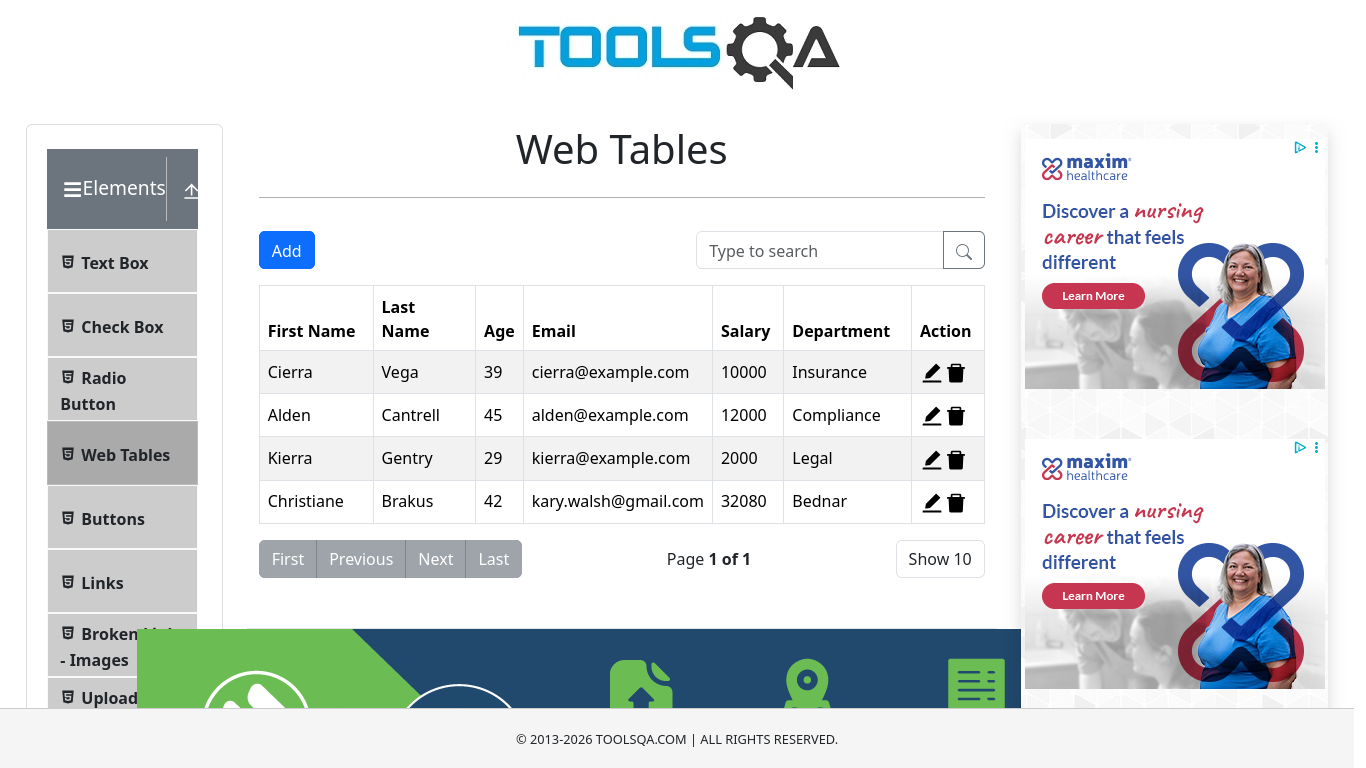 TOOLSQA
Elements
Text Box
Check Box
Radio
Button
Web Tables
Buttons
Links
- Images
Upload
Web Tables
Add
Type to search
First Name
Last
Name
Age
Email
Salary
Department
Action
Cierra
Vega
39
cierra@example.com
10000
Insurance
Alden
Cantrell
45
alden@example.com
12000
Compliance
Kierra
Gentry
29
kierra@example.com
2000
Legal
Christiane
Brakus
42
kary.walsh@gmail.com
32080
Bednar
First
Previous
Next
Last
Page 1 of 1
Show 10
maxim
healthcare
Discover a nursing
career that feels
different
Learn More
maxim
healthcare
Discover a nursing
career that feels
different
Learn More
© 2013-2026 TOOLSQA.COM | ALL RIGHTS RESERVED.